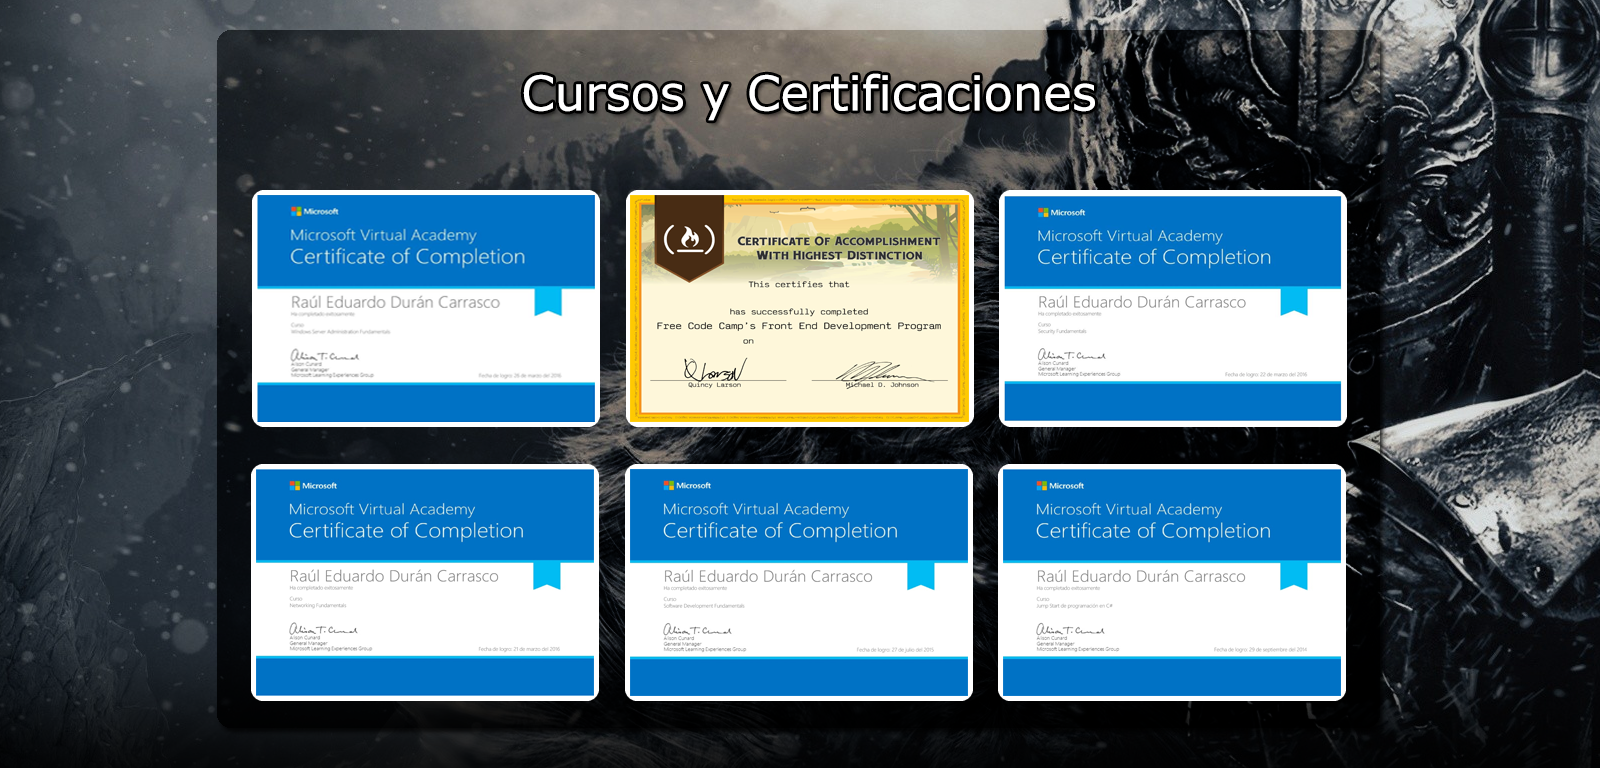 Cursos y Certificaciones
Microsoft
Microsoft Virtual Academy
Certificate of Completion
Raúl Eduardo Durán Carrasco
Ha completado exitosamente
Curso
Windows Server Administration Fundamentals
Alison Cunard
General Manager
Microsoft Learning Experiences Group
Fecha de logro: 26 de marzo del 2016
Certificate Of Accomplishment
With Highest Distinction
This certifies that
has successfully completed
Free Code Camp's Front End Development Program
on
Quincy Larson
Michael D. Johnson
Microsoft
Microsoft Virtual Academy
Certificate of Completion
Raúl Eduardo Durán Carrasco
Ha completado exitosamente
Curso
Security Fundamentals
Alison Cunard
General Manager
Microsoft Learning Experiences Group
Fecha de logro: 22 de marzo del 2016
Microsoft
Microsoft Virtual Academy
Certificate of Completion
Raúl Eduardo Durán Carrasco
Ha completado exitosamente
Curso
Networking Fundamentals
Alison Cunard
General Manager
Microsoft Learning Experiences Group
Fecha de logro: 21 de marzo del 2016
Microsoft
Microsoft Virtual Academy
Certificate of Completion
Raúl Eduardo Durán Carrasco
Ha completado exitosamente
Curso
Software Development Fundamentals
Alison Cunard
General Manager
Microsoft Learning Experiences Group
Fecha de logro: 27 de julio del 2015
Microsoft
Microsoft Virtual Academy
Certificate of Completion
Raúl Eduardo Durán Carrasco
Ha completado exitosamente
Curso
Jump Start de programación en C#
Alison Cunard
General Manager
Microsoft Learning Experiences Group
Fecha de logro: 29 de septiembre del 2014